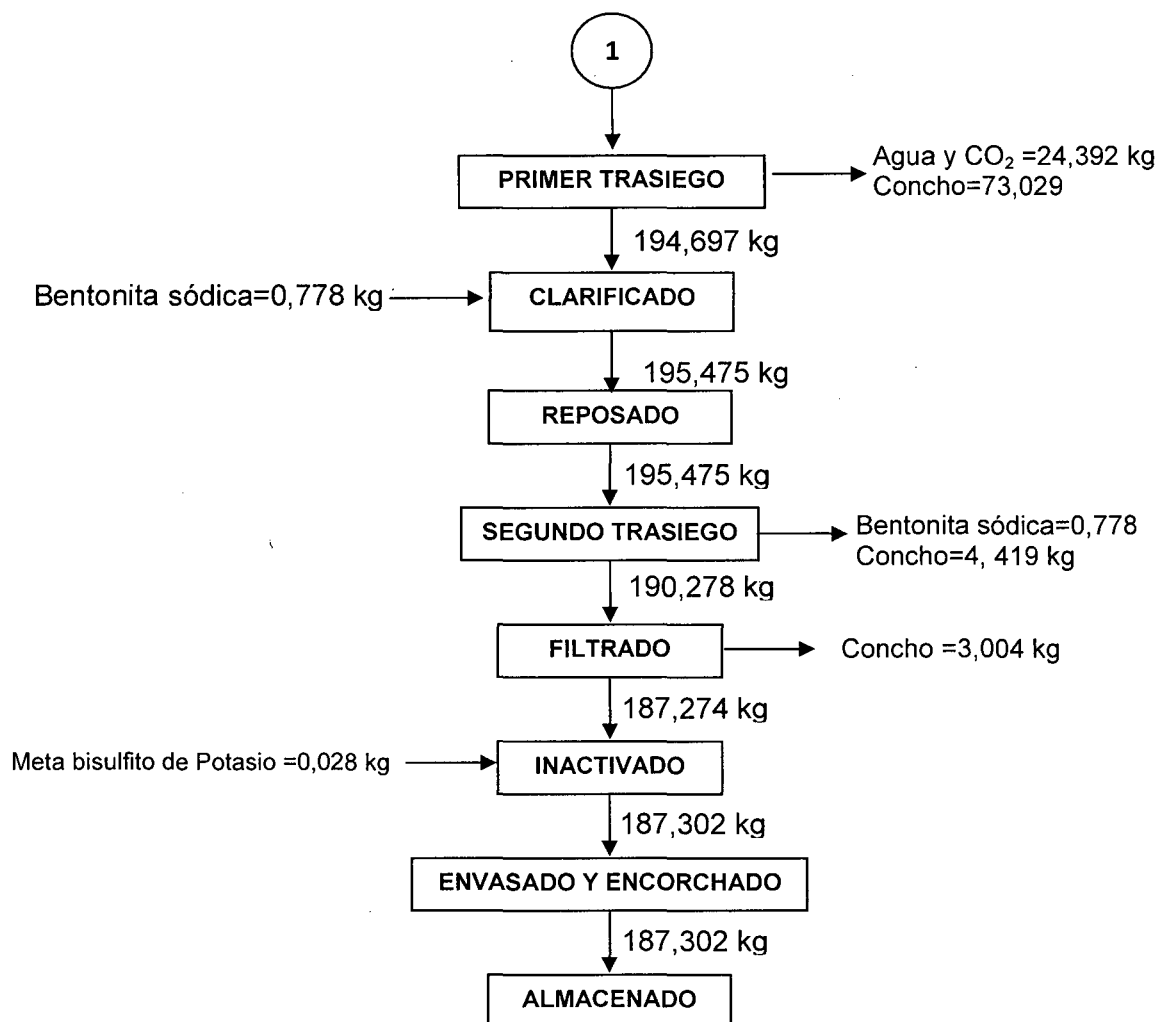 1
PRIMER TRASIEGO
Agua y CO₂ =24,392 kg
Concho=73,029
194,697 kg
Bentonita sódica=0,778 kg
CLARIFICADO
195,475 kg
REPOSADO
195,475 kg
SEGUNDO TRASIEGO
Bentonita sódica=0,778
Concho=4, 419 kg
190,278 kg
FILTRADO
Concho =3,004 kg
187,274 kg
Meta bisulfito de Potasio =0,028 kg
INACTIVADO
187,302 kg
ENVASADO Y ENCORCHADO
187,302 kg
ALMACENADO